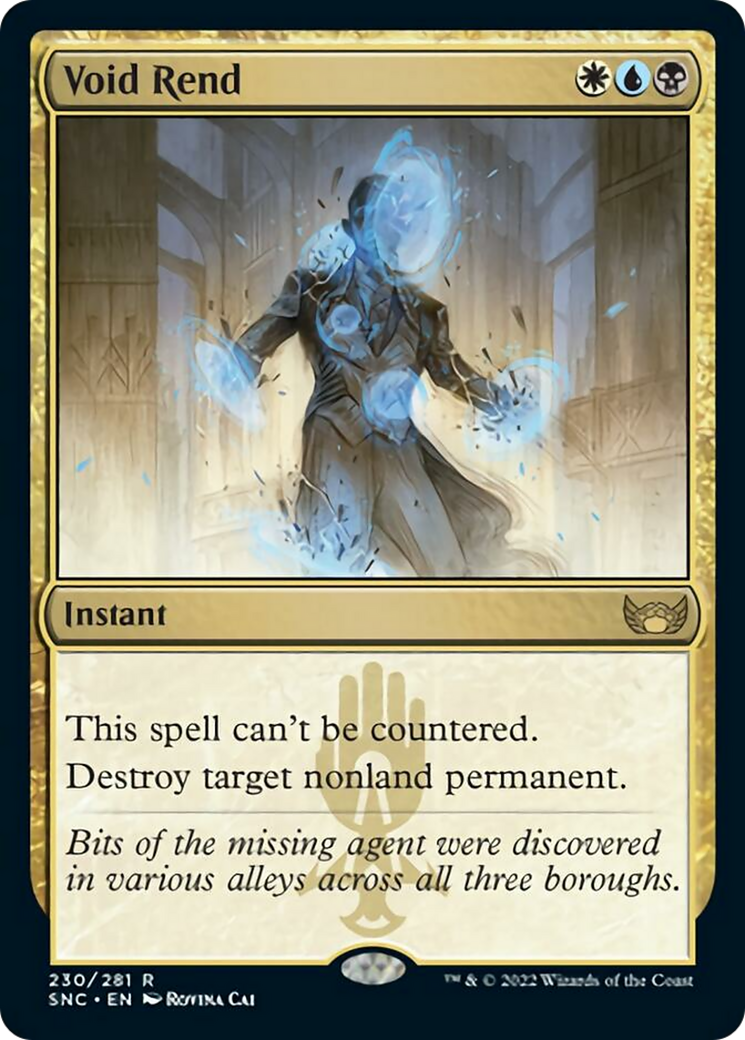 Void Rend
Instant
This spell can't be countered.
Destroy target nonland permanent.
Bits of the missing agent were discovered
in various alleys across all three boroughs.
230/281 R
SNC • EN Rovina Cai
™ & © 2022 Wizards of the Coast